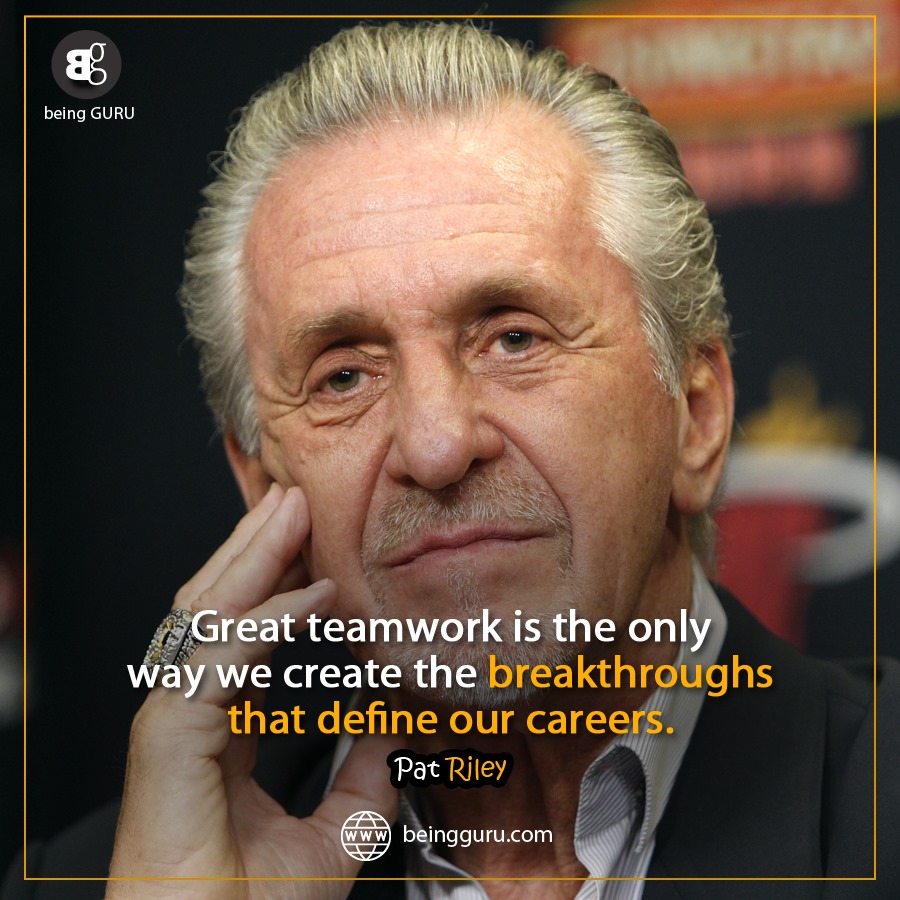 being GURU
Great teamwork is the only
way we create the breakthroughs
that define our careers.
Pat Riley
www beingguru.com